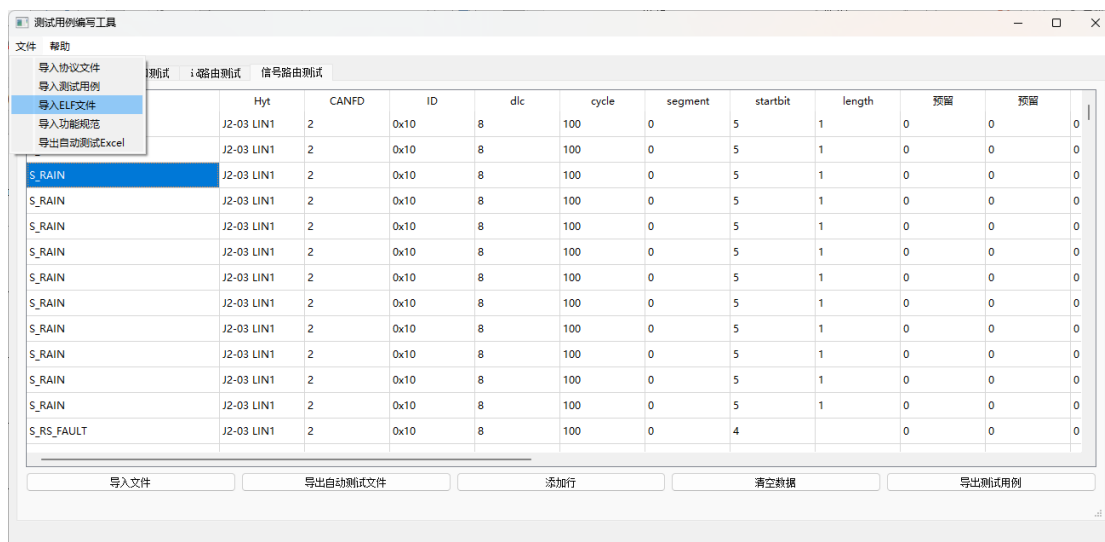 测试用例编写工具
文件 帮助
导入协议文件
导入测试用例
导入ELF文件
导入功能规范
导出自动测试Excel
测试 id路由测试 信号路由测试
Hyt CANFD ID dlc cycle segment startbit length 预留 预留
J2-03 LIN1 2 0x10 8 100 0 5 1 0 0 0
J2-03 LIN1 2 0x10 8 100 0 5 1 0 0 0
S_RAIN J2-03 LIN1 2 0x10 8 100 0 5 1 0 0 0
S_RAIN J2-03 LIN1 2 0x10 8 100 0 5 1 0 0 0
S_RAIN J2-03 LIN1 2 0x10 8 100 0 5 1 0 0 0
S_RAIN J2-03 LIN1 2 0x10 8 100 0 5 1 0 0 0
S_RAIN J2-03 LIN1 2 0x10 8 100 0 5 1 0 0 0
S_RAIN J2-03 LIN1 2 0x10 8 100 0 5 1 0 0 0
S_RAIN J2-03 LIN1 2 0x10 8 100 0 5 1 0 0 0
S_RAIN J2-03 LIN1 2 0x10 8 100 0 5 1 0 0 0
S_RAIN J2-03 LIN1 2 0x10 8 100 0 5 1 0 0 0
S_RAIN J2-03 LIN1 2 0x10 8 100 0 5 1 0 0 0
S_RS_FAULT J2-03 LIN1 2 0x10 8 100 0 4 0 0 0
导入文件 导出自动测试文件 添加行 清空数据 导出测试用例